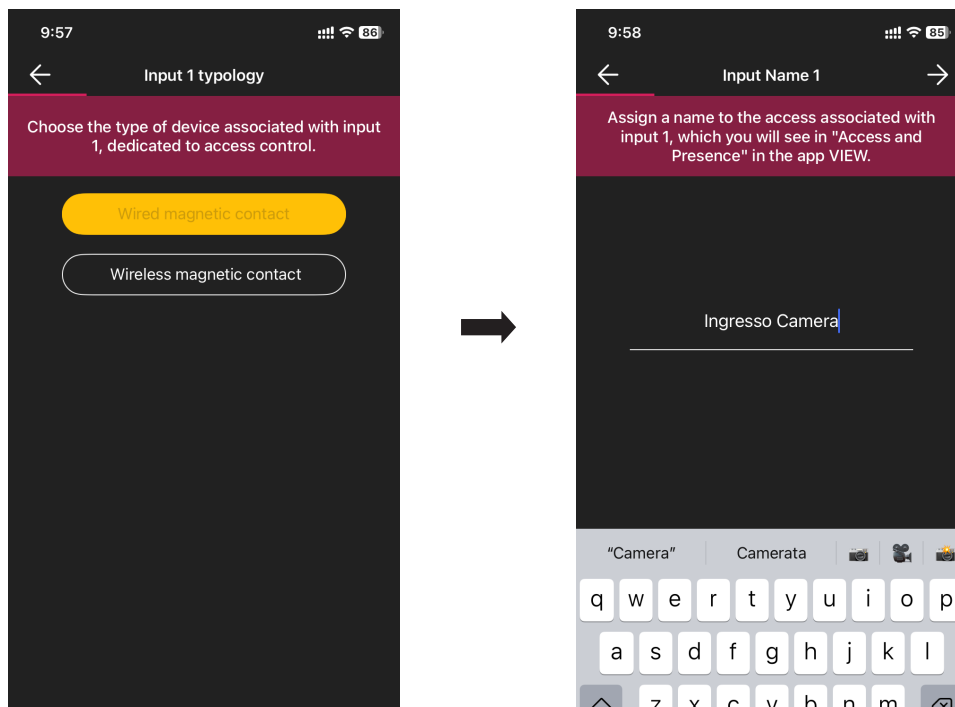 9:57
86
Input 1 typology
Choose the type of device associated with input
1, dedicated to access control.
Wired magnetic contact
Wireless magnetic contact
9:58
85
Input Name 1
Assign a name to the access associated with
input 1, which you will see in "Access and
Presence" in the app VIEW.
Ingresso Camera
“Camera”
Camerata
q w e r t y u i o p
a s d f g h j k l
z x c v b n m